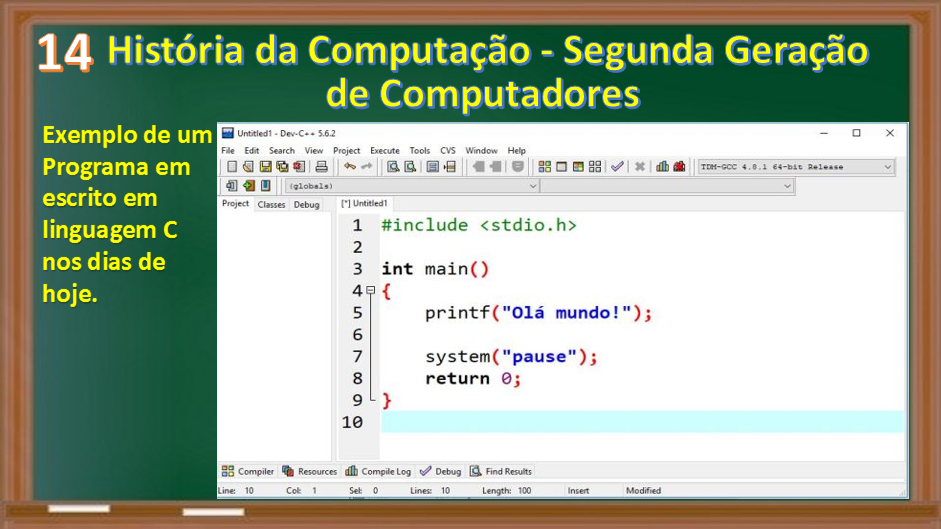 14 História da Computação - Segunda Geração
de Computadores
Exemplo de um
Programa em
escrito em
linguagem C
nos dias de
hoje.
Untitled1 - Dev-C++ 5.6.2
File Edit Search View Project Execute Tools CVS Window Help
TDM-GCC 4.8.1 64-bit Release
(globals)
Project Classes Debug [*] Untitled1
1 #include <stdio.h>
2
3 int main()
4 {
5 printf("Olá mundo!");
6
7 system("pause");
8 return 0;
9 }
10
Compiler Resources Compile Log Debug Find Results
Line: 10 Col: 1 Sel: 0 Lines: 10 Length: 100 Insert Modified